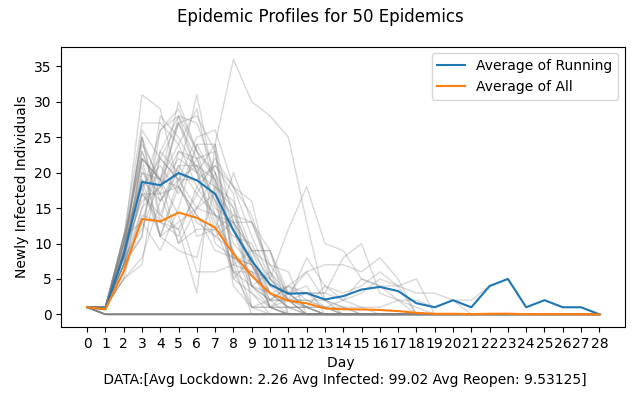 Epidemic Profiles for 50 Epidemics
Average of Running
Average of All
35
30
25
20
15
10
5
0
Newly Infected Individuals
0 1 2 3 4 5 6 7 8 9 10 11 12 13 14 15 16 17 18 19 20 21 22 23 24 25 26 27 28
Day
DATA:[Avg Lockdown: 2.26 Avg Infected: 99.02 Avg Reopen: 9.53125]